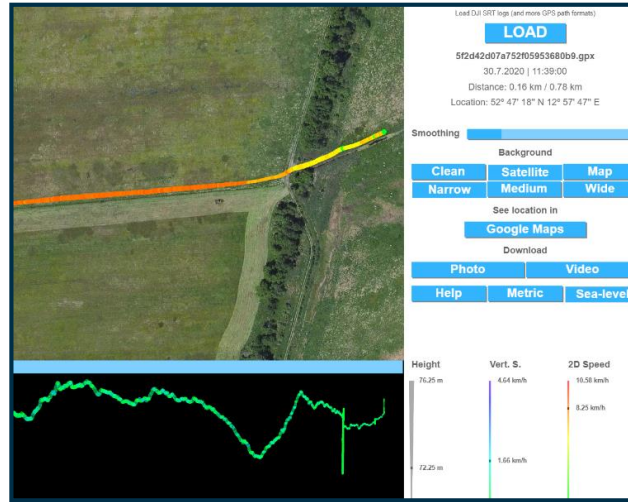 Load DJI SRT logs (and more GPS path formats)
LOAD
5f2d42d07a752f05953680b9.gpx
30.7.2020 | 11:39:00
Distance: 0.16 km / 0.78 km
Location: 52º 47' 18" N 12º 57' 47" E
Smoothing
Background
Clean Satellite Map
Narrow Medium Wide
See location in
Google Maps
Download
Photo Video
Help Metric Sea-level
Height Vert. S. 2D Speed
76.25 m 4.64 km/h 10.58 km/h
8.25 km/h
72.25 m 1.66 km/h